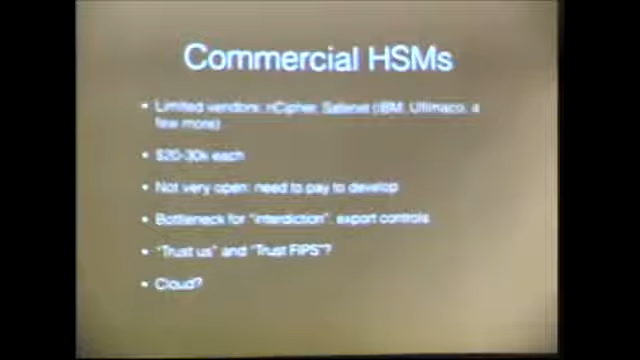 Commercial HSMs
• Limited vendors: nCipher, Safenet (IBM, Utimaco, a
few more)
• $20-30k each
• Not very open: need to pay to develop
• Bottleneck for "interdiction", export controls
• "Trust us" and "Trust FIPS"?
• Cloud?